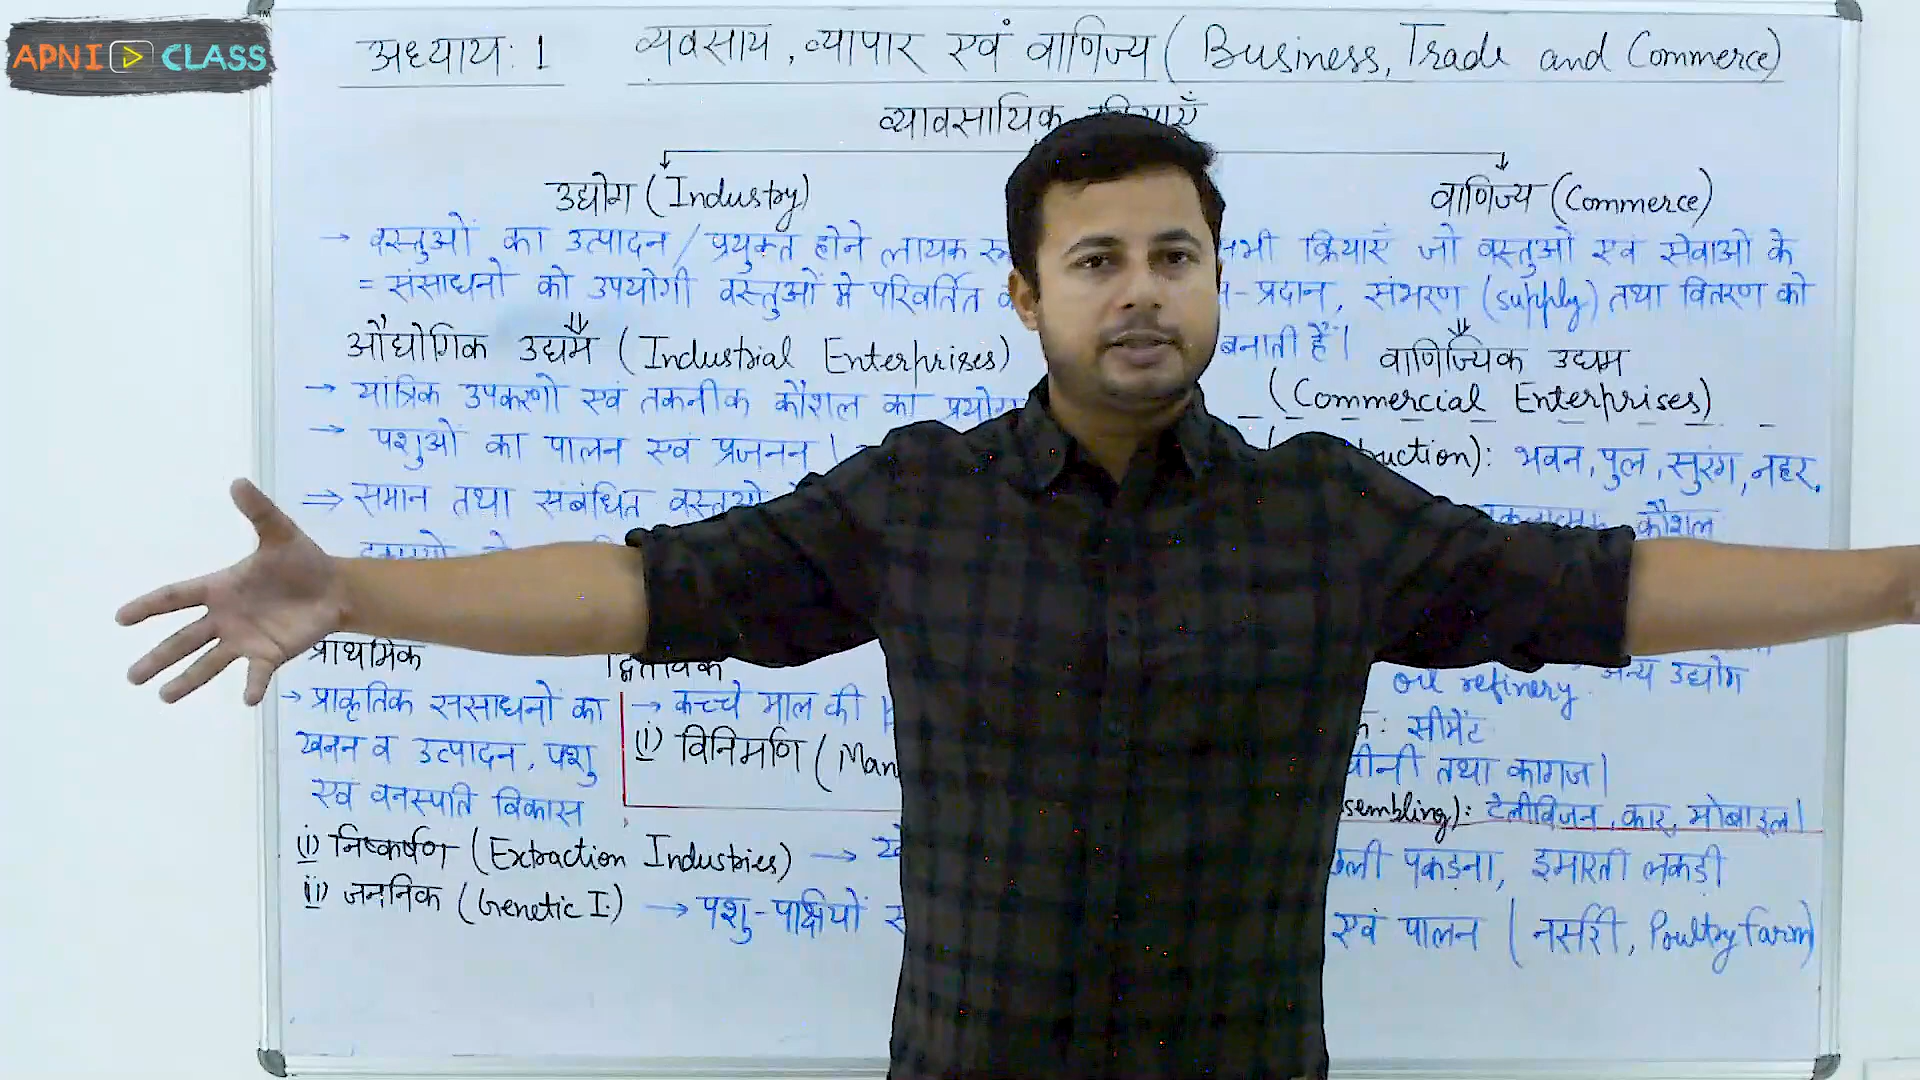 APNI CLASS
अध्याय: 1 व्यवसाय, व्यापार एवं वाणिज्य (Business, Trade and Commerce)
व्यावसायिक
उद्योग (Industry)
वाणिज्य (Commerce)
→ वस्तुओं का उत्पादन / प्रयुक्त होने लायक
क्रियाएँ जो वस्तुओं एवं सेवाओं के
= संसाधनों को उपयोगी वस्तुओं में परिवर्तित
-प्रदान, संभरण (supply) तथा वितरण को
बनाती हैं।
औद्योगिक उद्यम (Industrial Enterprises)
वाणिज्यिक उद्यम
(Commercial Enterprises)
→ यांत्रिक उपकरणों एवं तकनीक कौशल का प्रयोग
→ पशुओं का पालन एवं प्रजनन।
uction): भवन, पुल, सुरंग, नहर,
⇒ समान तथा संबंधित
कौशल
प्राथमिक
→ प्राकृतिक संसाधनों का
खनन व उत्पादन, पशु
एवं वनस्पति विकास
→ कच्चे माल की
(i) विनिर्माण (Man
oil refinery. अन्य उद्योग
: सीमेंट
चीनी तथा कागज।
sembling): टेलीविजन, कार, मोबाइल।
(i) निष्कर्षण (Extraction Industries) →
पकड़ना, इमारती लकड़ी
(ii) जननिक (Genetic I.) → पशु-पक्षियों
एवं पालन (नर्सरी, Poultry farm)